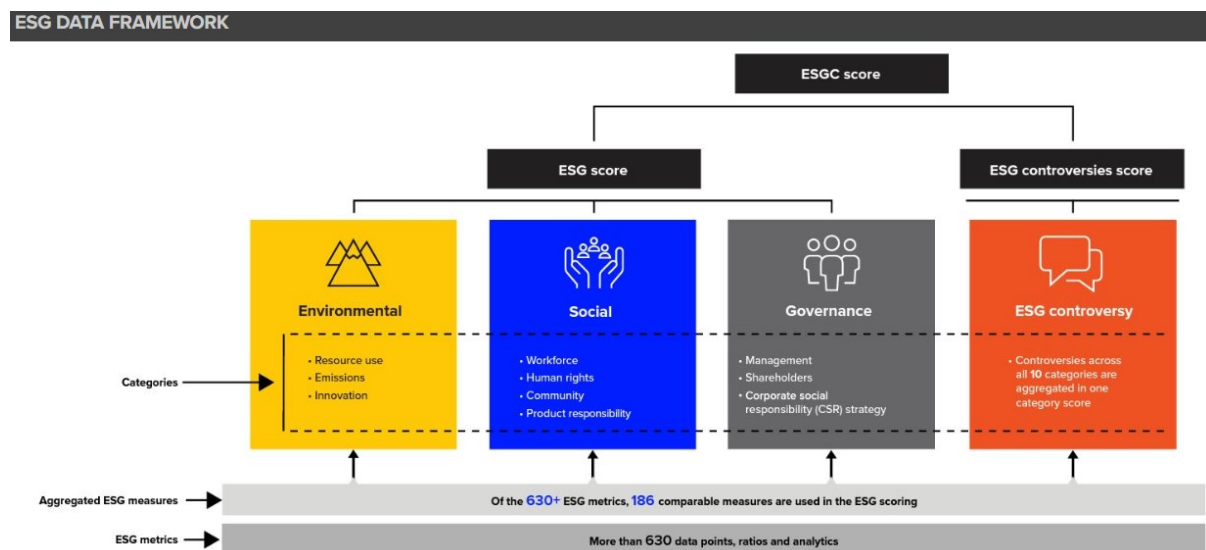 ESG DATA FRAMEWORK
ESGC score
ESG score
ESG controversies score
Environmental
Social
Governance
ESG controversy
Categories
• Resource use
• Emissions
• Innovation
• Workforce
• Human rights
• Community
• Product responsibility
• Management
• Shareholders
• Corporate social
responsibility (CSR) strategy
• Controversies across
all 10 categories are
aggregated in one
category score
Aggregated ESG measures
Of the 630+ ESG metrics, 186 comparable measures are used in the ESG scoring
ESG metrics
More than 630 data points, ratios and analytics